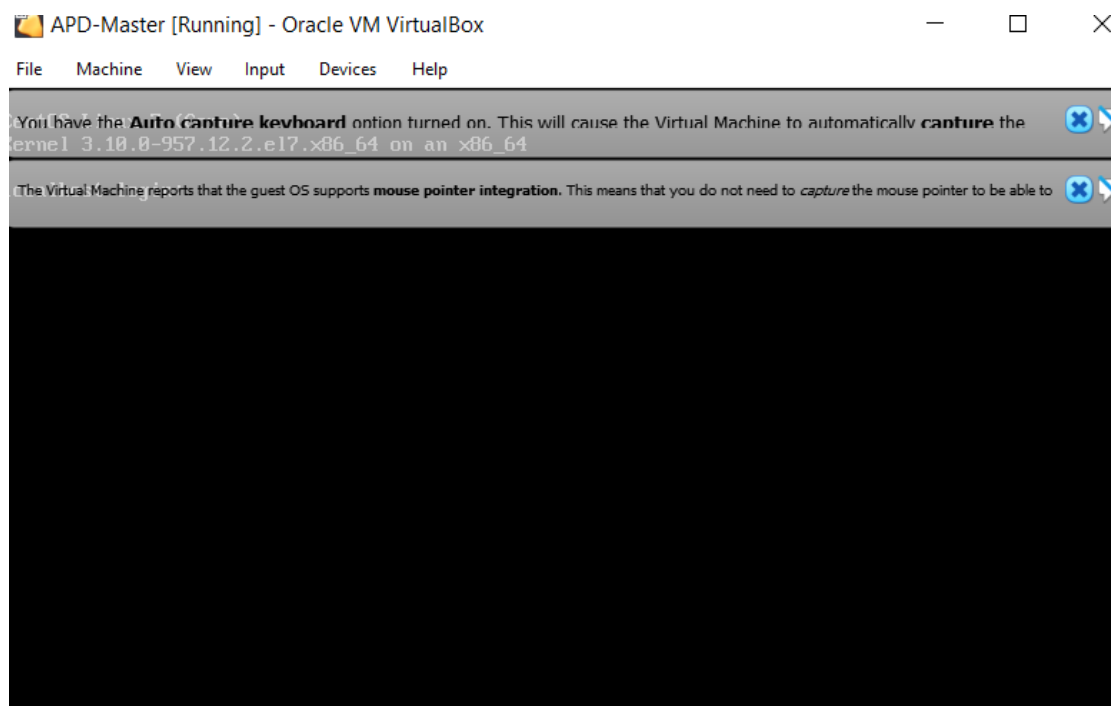 APD-Master [Running] - Oracle VM VirtualBox
File Machine View Input Devices Help
You have the Auto capture keyboard option turned on. This will cause the Virtual Machine to automatically capture the
ernel 3.10.0-957.12.2.el7.x86_64 on an x86_64
The Virtual Machine reports that the guest OS supports mouse pointer integration. This means that you do not need to capture the mouse pointer to be able to